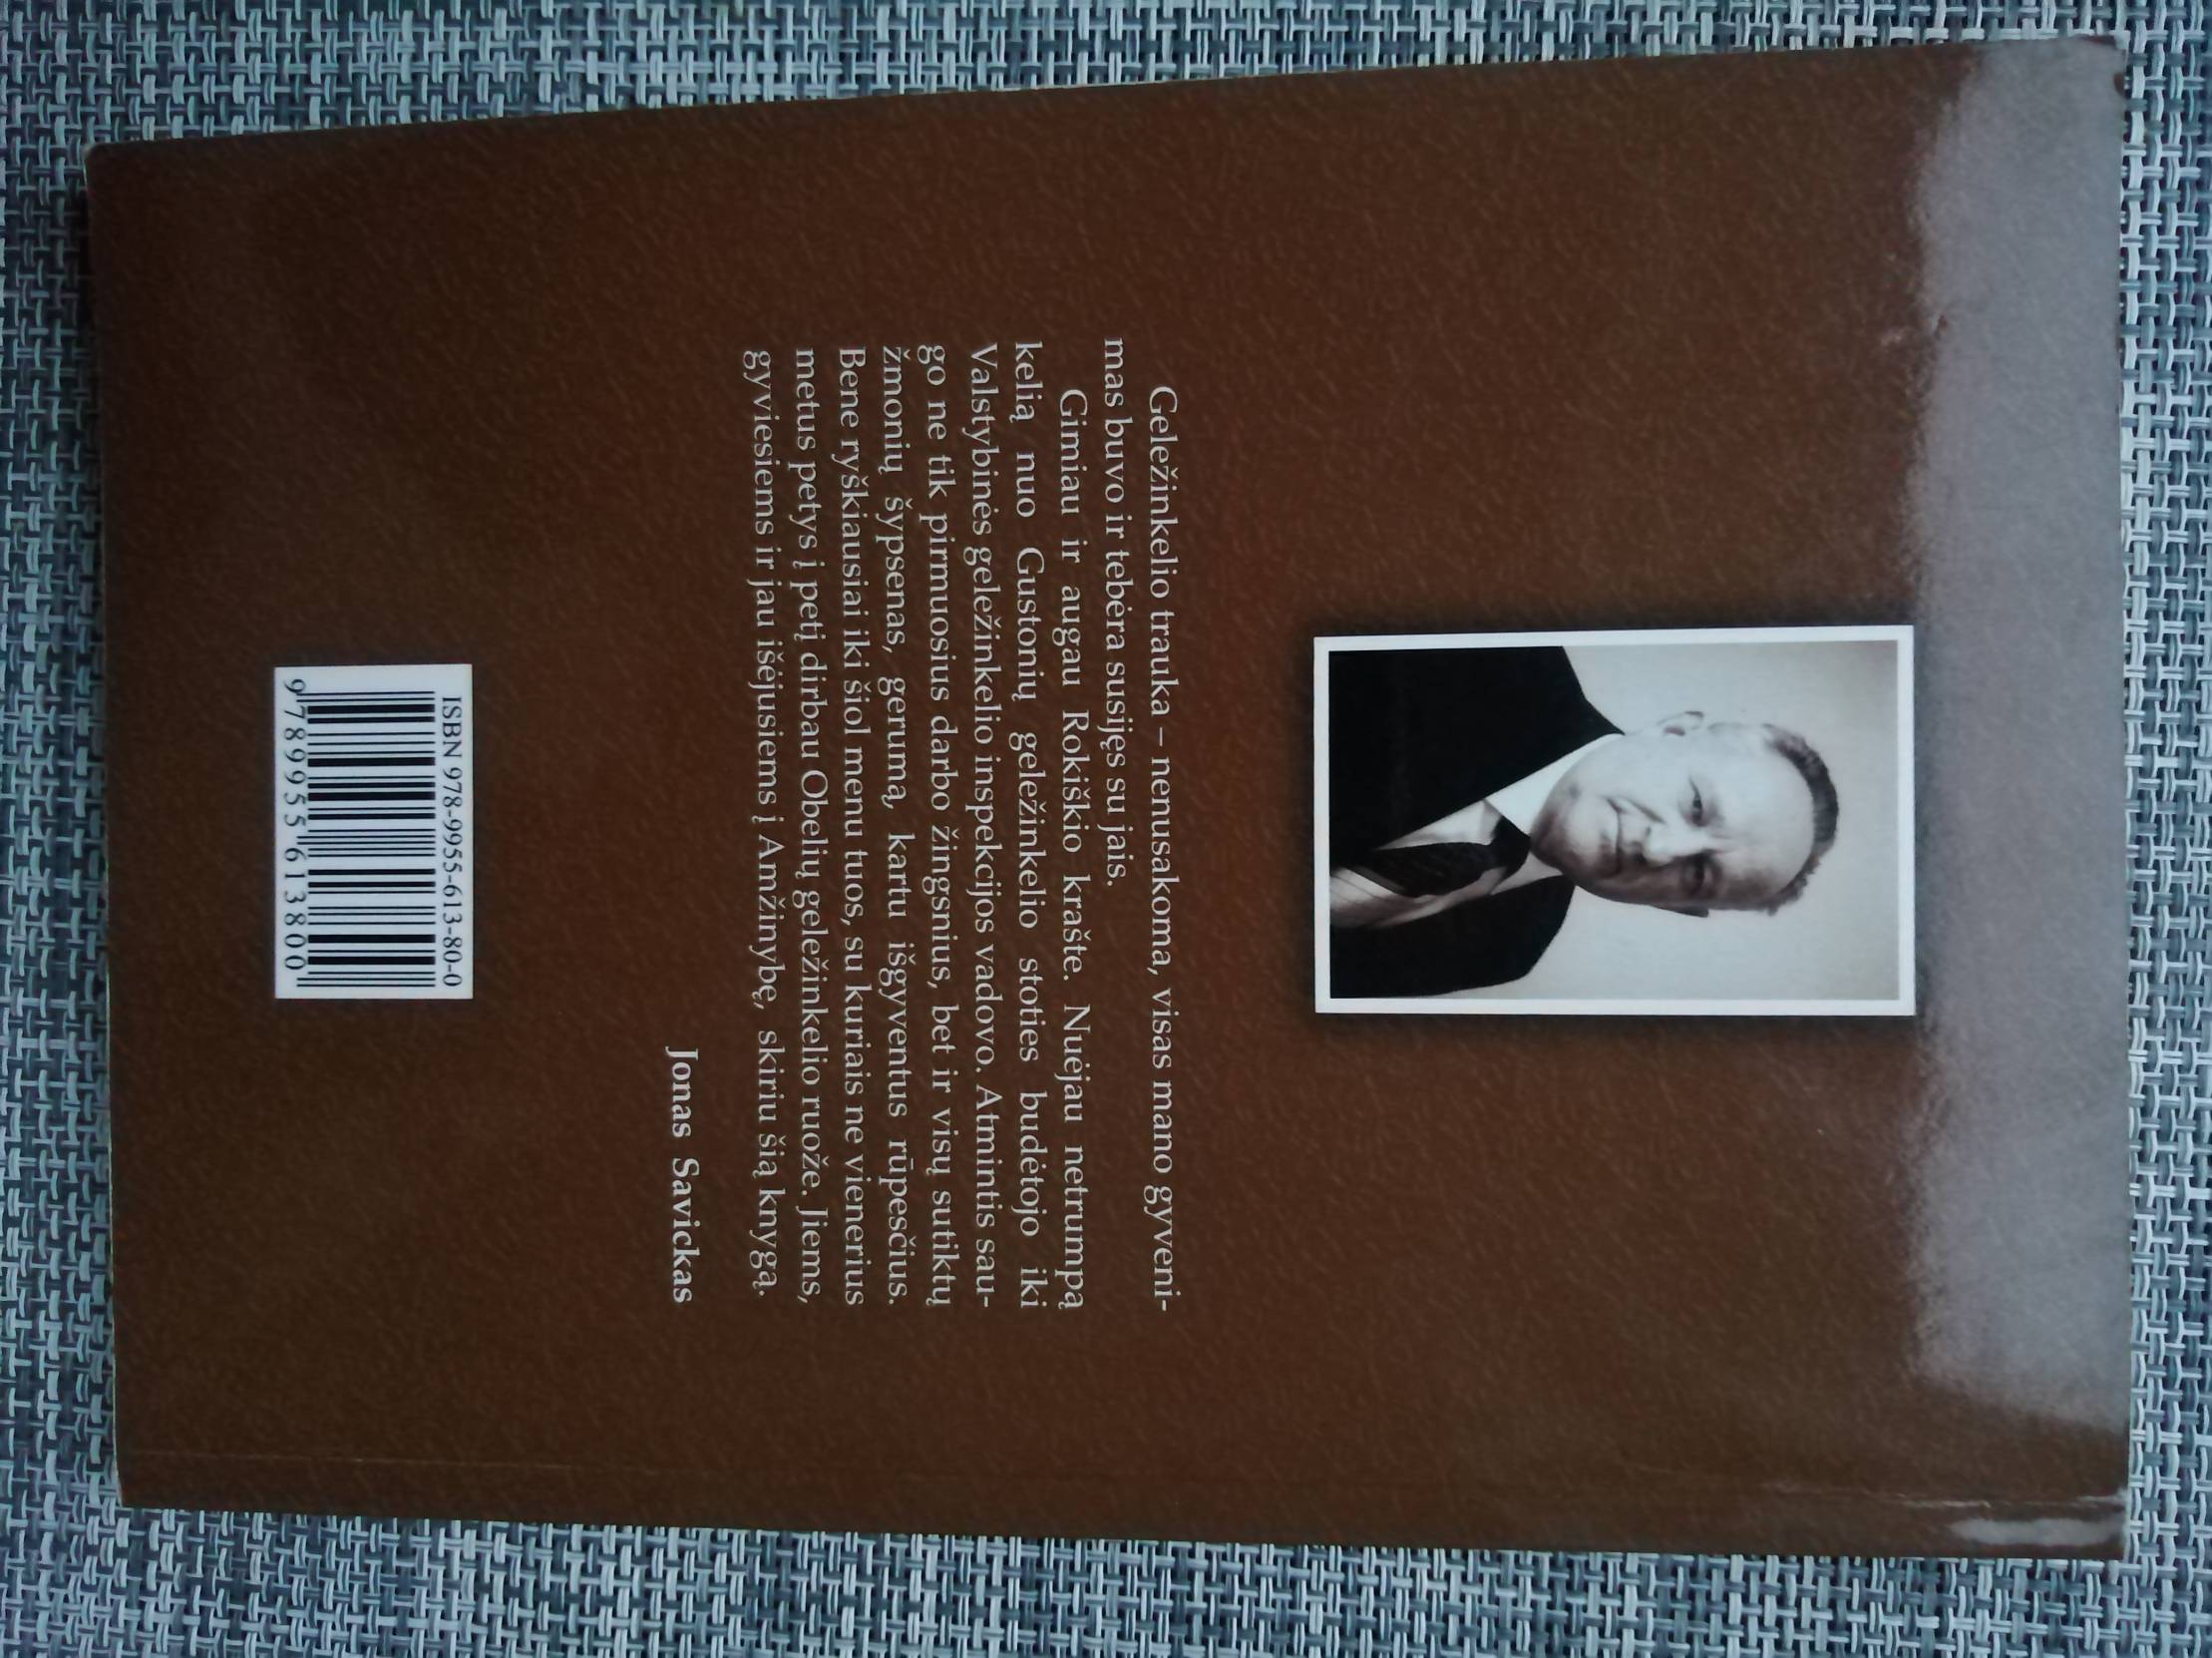 Geležinkelio trauka – nenusakoma, visas mano gyveni-
mas buvo ir tebėra susijęs su jais.
Gimiau ir augau Rokiškio krašte. Nuėjau netrumpą
kelią nuo Gustonių geležinkelio stoties budėtojo iki
Valstybinės geležinkelio inspekcijos vadovo. Atmintis sau-
go ne tik pirmuosius darbo žingsnius, bet ir visų sutiktų
žmonių šypsenas, gerumą, kartu išgyventus rūpesčius.
Bene ryškiausiai iki šiol menu tuos, su kuriais ne vienerius
metus petys į petį dirbau Obelių geležinkelio ruože. Jiems,
gyviesiems ir jau išėjusiems į Amžinybę, skiriu šią knygą.
Jonas Savickas
ISBN 978-9955-613-80-0
9 789955 613800